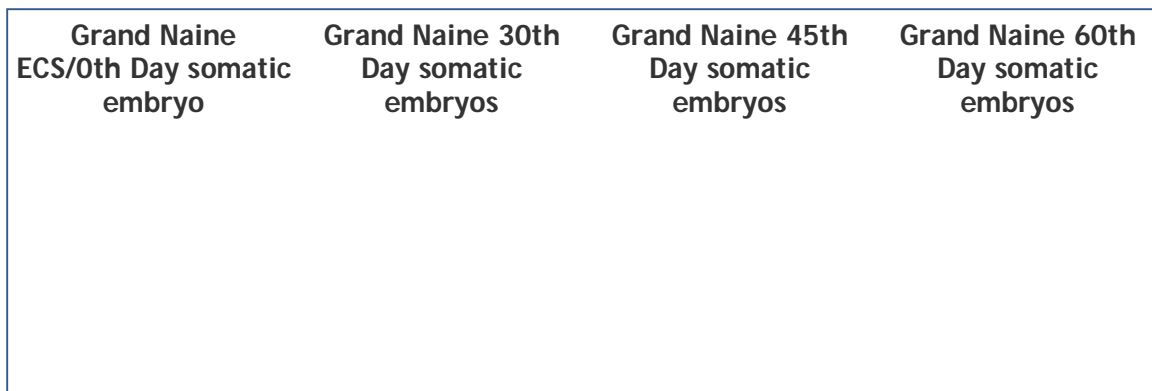 Grand Naine
ECS/0th Day somatic
embryo
Grand Naine 30th
Day somatic
embryos
Grand Naine 45th
Day somatic
embryos
Grand Naine 60th
Day somatic
embryos